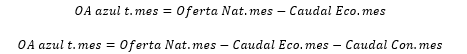 OA azul t.mes = Oferta Nat.mes − Caudal Eco.mes
OA azul t.mes = Oferta Nat.mes − Caudal Eco.mes − Caudal Con.mes